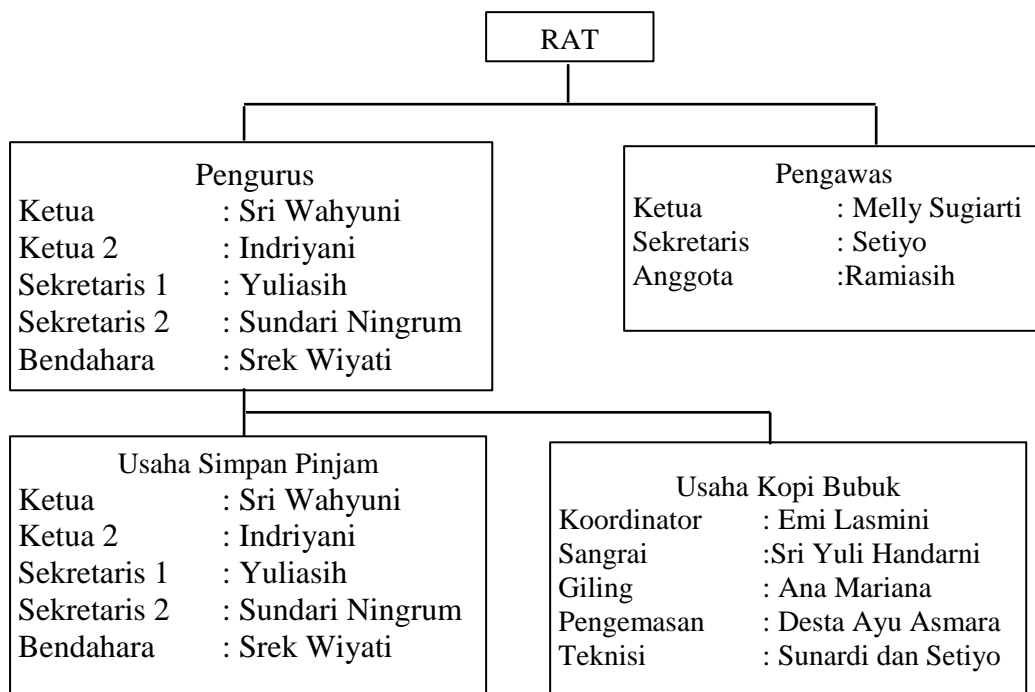 RAT
Pengurus
Ketua : Sri Wahyuni
Ketua 2 : Indriyani
Sekretaris 1 : Yuliasih
Sekretaris 2 : Sundari Ningrum
Bendahara : Srek Wiyati
Pengawas
Ketua : Melly Sugiarti
Sekretaris : Setiyo
Anggota :Ramiasih
Usaha Simpan Pinjam
Ketua : Sri Wahyuni
Ketua 2 : Indriyani
Sekretaris 1 : Yuliasih
Sekretaris 2 : Sundari Ningrum
Bendahara : Srek Wiyati
Usaha Kopi Bubuk
Koordinator : Emi Lasmini
Sangrai :Sri Yuli Handarni
Giling : Ana Mariana
Pengemasan : Desta Ayu Asmara
Teknisi : Sunardi dan Setiyo